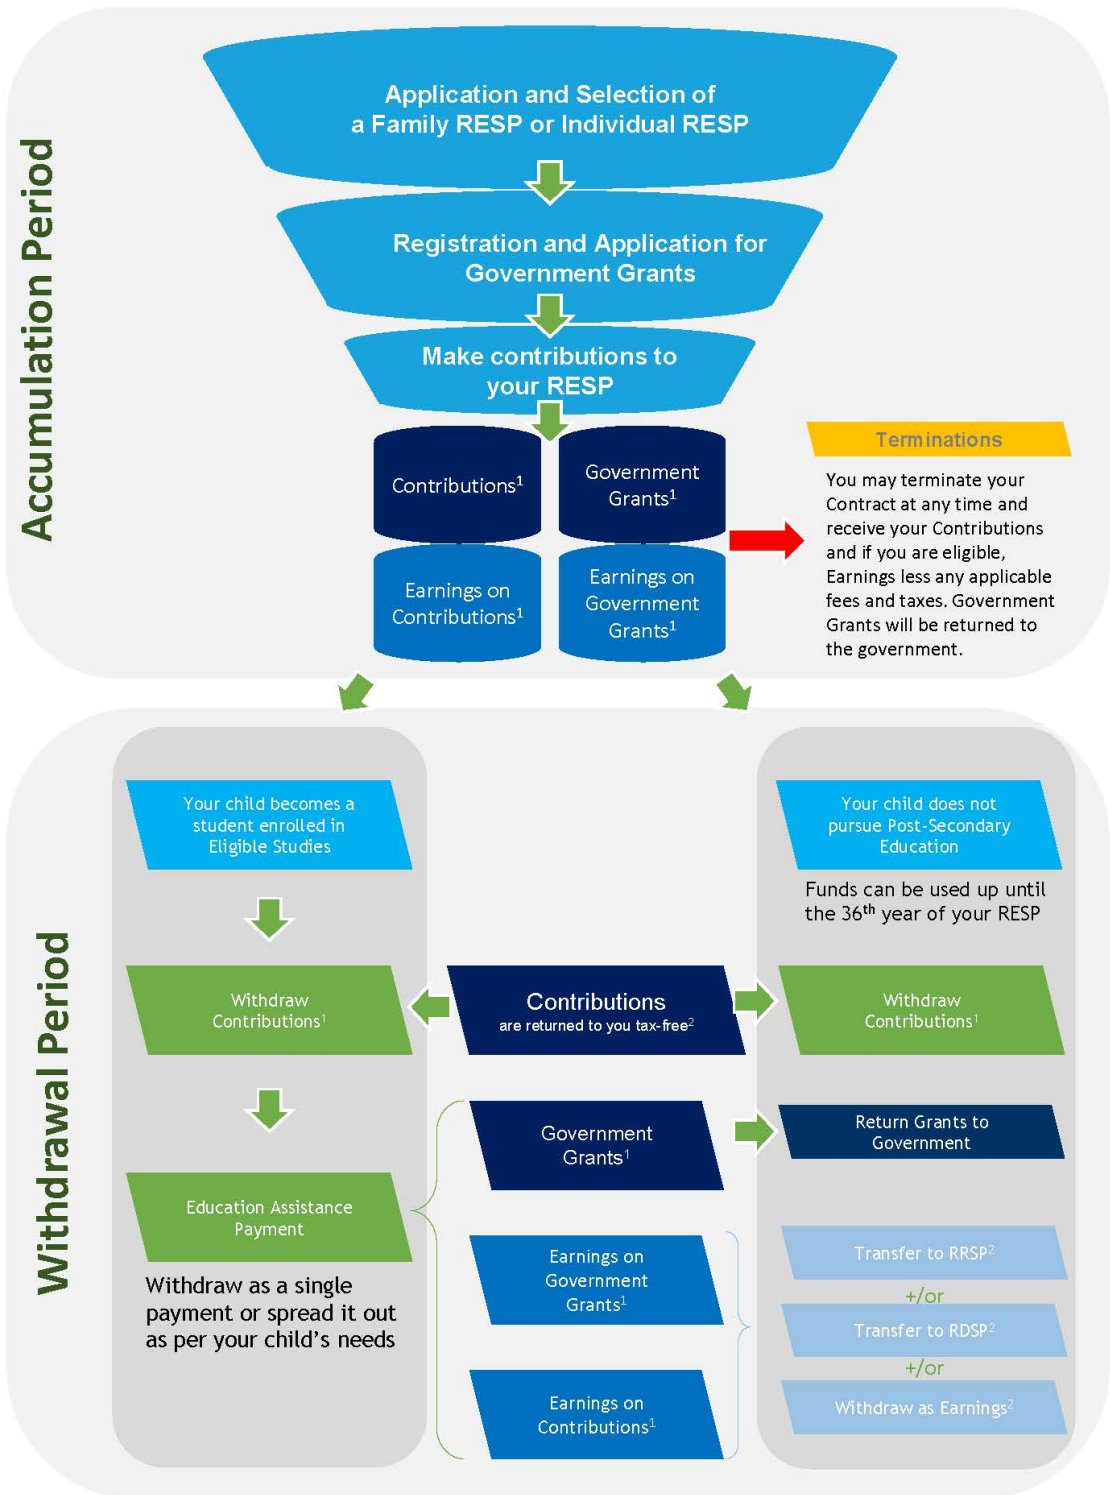 Accumulation Period
Application and Selection of
a Family RESP or Individual RESP
Registration and Application for
Government Grants
Make contributions to
your RESP
Contributions¹
Government
Grants¹
Earnings on
Contributions¹
Earnings on
Government
Grants¹
Terminations
You may terminate your
Contract at any time and
receive your Contributions
and if you are eligible,
Earnings less any applicable
fees and taxes. Government
Grants will be returned to
the government.
Withdrawal Period
Your child becomes a
student enrolled in
Eligible Studies
Withdraw
Contributions¹
Education Assistance
Payment
Withdraw as a single
payment or spread it out
as per your child's needs
Contributions
are returned to you tax-free²
Government
Grants¹
Earnings on
Government
Grants¹
Earnings on
Contributions¹
Your child does not
pursue Post-Secondary
Education
Funds can be used up until
the 36th year of your RESP
Withdraw
Contributions¹
Return Grants to
Government
Transfer to RRSP²
+/or
Transfer to RDSP²
+/or
Withdraw as Earnings²